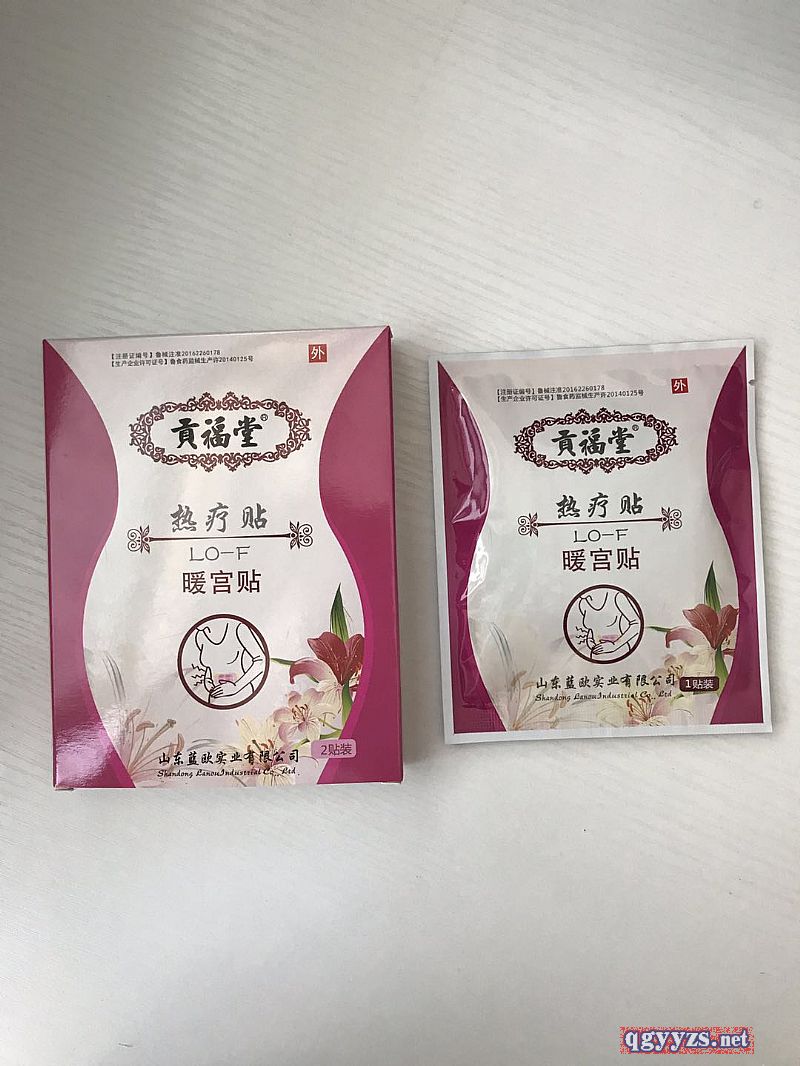 【注册证编号】鲁械注准20162260178
【生产企业许可证号】鲁食药监械生产许20140125号
外
貢福堂®
热疗贴
LO-F
暖宫贴
山东蓝欧实业有限公司
Shandong LanouIndustrial Co., Ltd.
2贴装
【注册证编号】鲁械注准20162260178
【生产企业许可证号】鲁食药监械生产许20140125号
外
貢福堂®
热疗贴
LO-F
暖宫贴
山东蓝欧实业有限公司
Shandong LanouIndustrial Co., Ltd
1贴装
qgyyzs.net